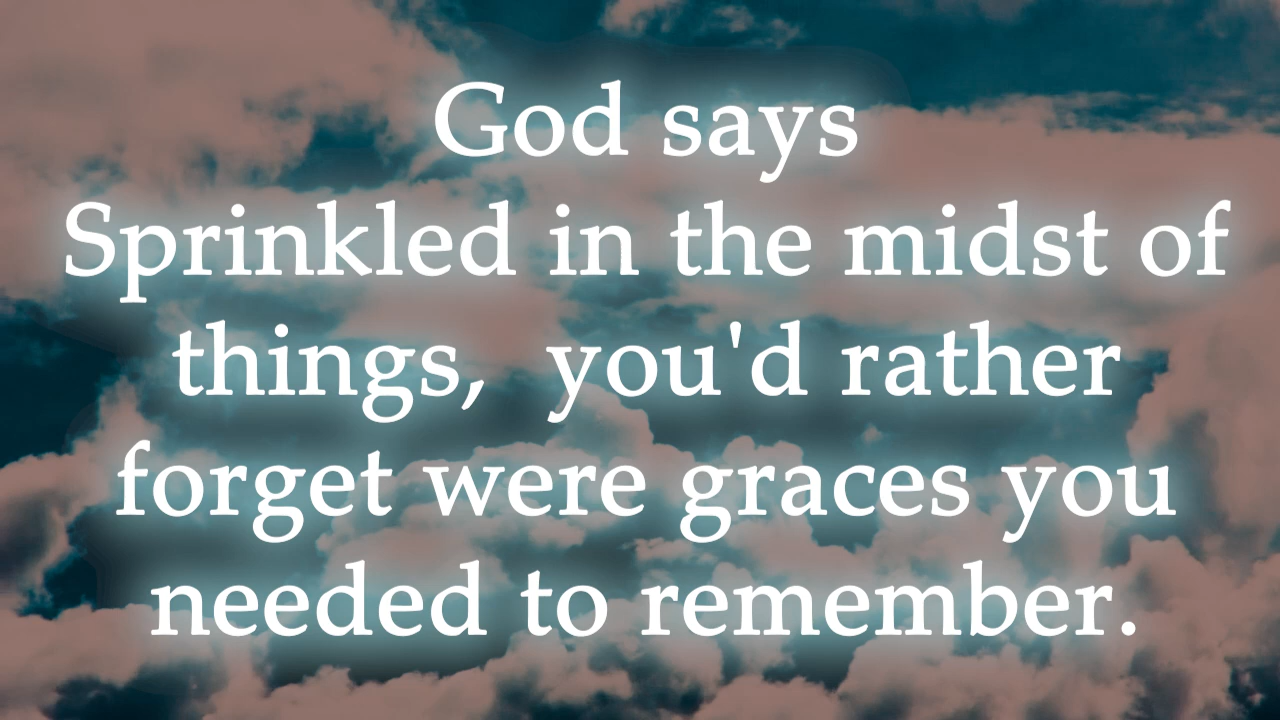 God says
Sprinkled in the midst of
things,  you'd rather
forget were graces you
needed to remember.